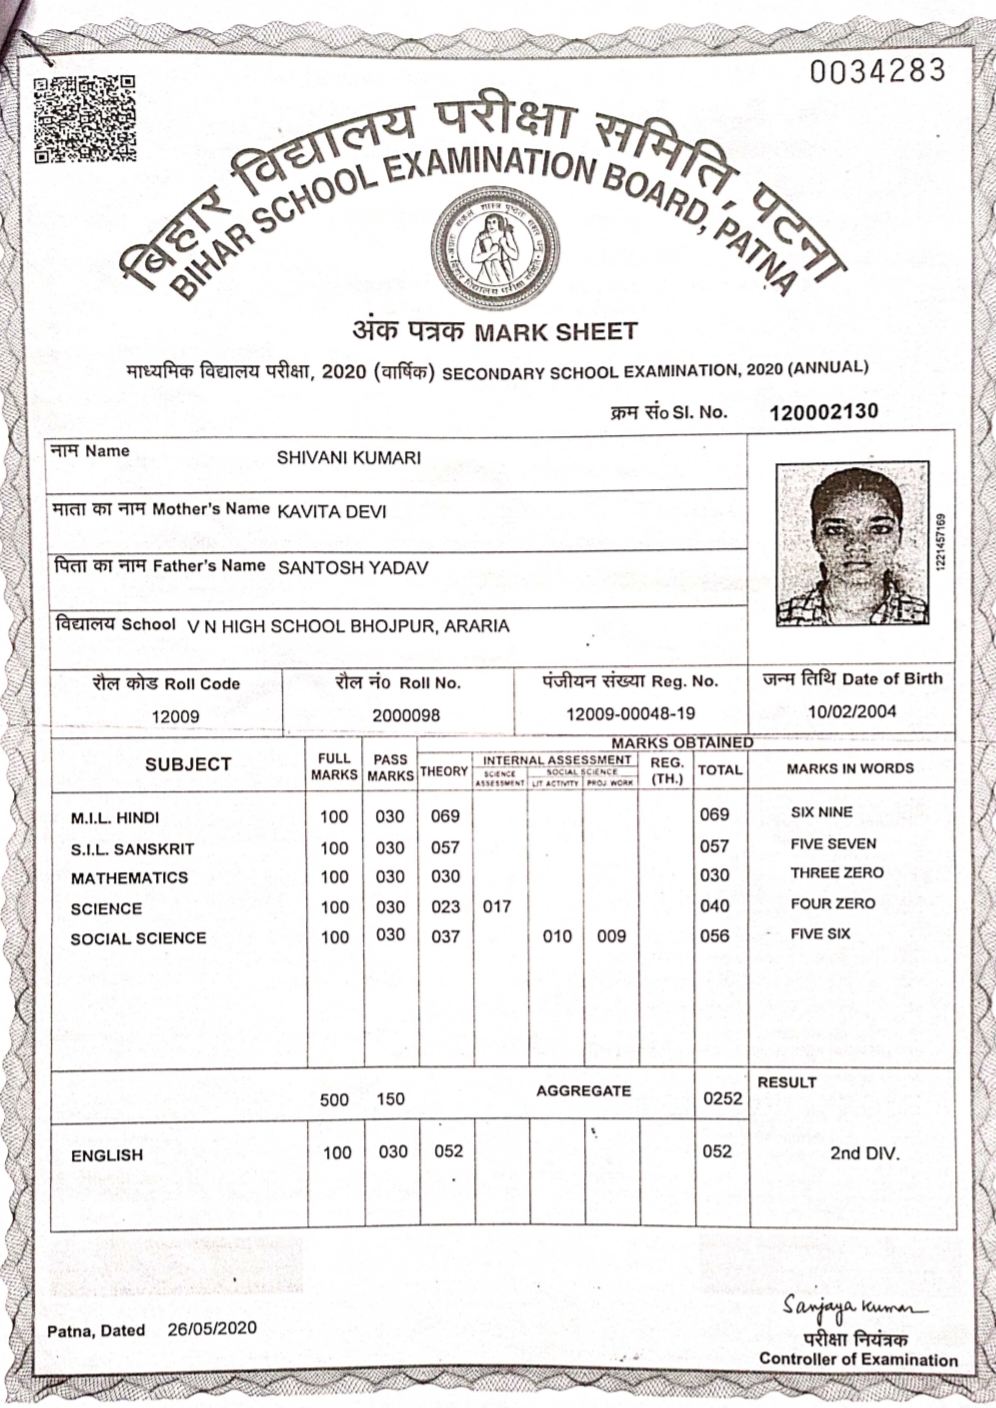 0034283
बिहार विद्यालय परीक्षा समिति, पटना
BIHAR SCHOOL EXAMINATION BOARD, PATNA
अंक पत्रक MARK SHEET
माध्यमिक विद्यालय परीक्षा, 2020 (वार्षिक) SECONDARY SCHOOL EXAMINATION, 2020 (ANNUAL)
क्रम सं० Sl. No. 120002130
नाम Name SHIVANI KUMARI
माता का नाम Mother's Name KAVITA DEVI
पिता का नाम Father's Name SANTOSH YADAV
विद्यालय School V N HIGH SCHOOL BHOJPUR, ARARIA
1221457169
रौल कोड Roll Code रौल नं० Roll No. पंजीयन संख्या Reg. No. जन्म तिथि Date of Birth
12009 2000098 12009-00048-19 10/02/2004
MARKS OBTAINED
SUBJECT FULL MARKS PASS MARKS THEORY INTERNAL ASSESSMENT REG. (TH.) TOTAL MARKS IN WORDS
SCIENCE ASSESSMENT SOCIAL SCIENCE LIT ACTIVITY PROJ WORK
M.I.L. HINDI 100 030 069 069 SIX NINE
S.I.L. SANSKRIT 100 030 057 057 FIVE SEVEN
MATHEMATICS 100 030 030 030 THREE ZERO
SCIENCE 100 030 023 017 040 FOUR ZERO
SOCIAL SCIENCE 100 030 037 010 009 056 FIVE SIX
500 150 AGGREGATE 0252 RESULT
ENGLISH 100 030 052 052 2nd DIV.
Sanjaya Kumar
Patna, Dated 26/05/2020
परीक्षा नियंत्रक
Controller of Examination